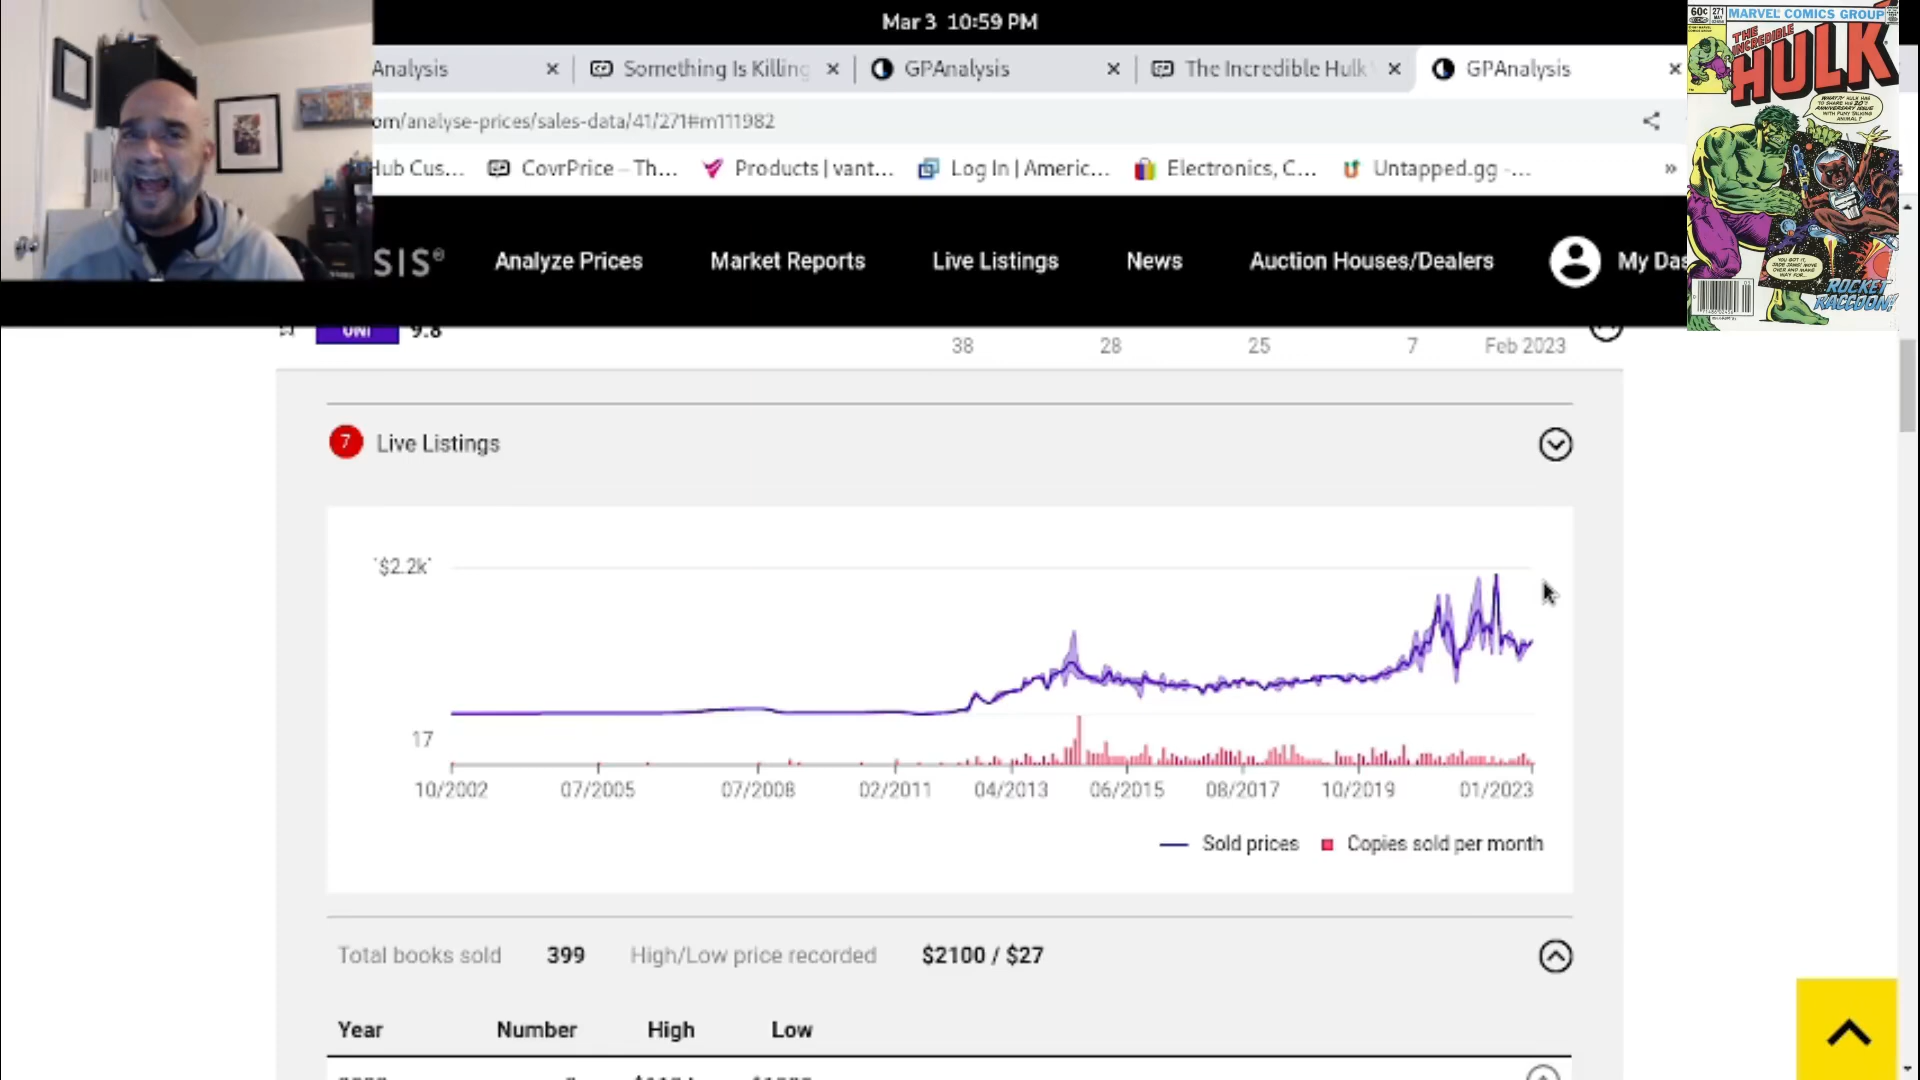 Mar 3 10:59 PM
Analysis
Something Is Killing
GPAnalysis
The Incredible Hulk
GPAnalysis
om/analyse-prices/sales-data/41/271#m111982
Hub Cus...
CovrPrice – Th...
Products | vant...
Log In | Americ...
Electronics, C...
Untapped.gg -...
»
SIS®
Analyze Prices
Market Reports
Live Listings
News
Auction Houses/Dealers
My Das
60¢ 271 MARVEL COMICS GROUP
THE INCREDIBLE HULK
ROCKET RACCOON!
UNI 9.8
38 28 25 7 Feb 2023
7 Live Listings
$2.2k
17
10/2002 07/2005 07/2008 02/2011 04/2013 06/2015 08/2017 10/2019 01/2023
Sold prices Copies sold per month
Total books sold 399 High/Low price recorded $2100 / $27
Year Number High Low